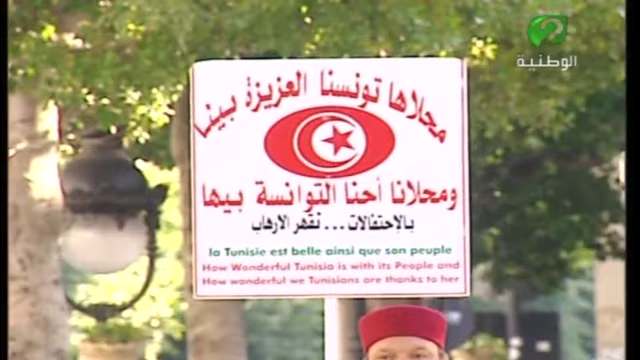 الوطنية
محلاها تونسنا العزيزة بينا
ومحلانا أحنا التوانسة بيها
بالإحتفالات ... نقهر الارهاب
la Tunisie est belle ainsi que son peuple
How Wonderful Tunisia is with its People and
How wonderful we Tunisians are thanks to her